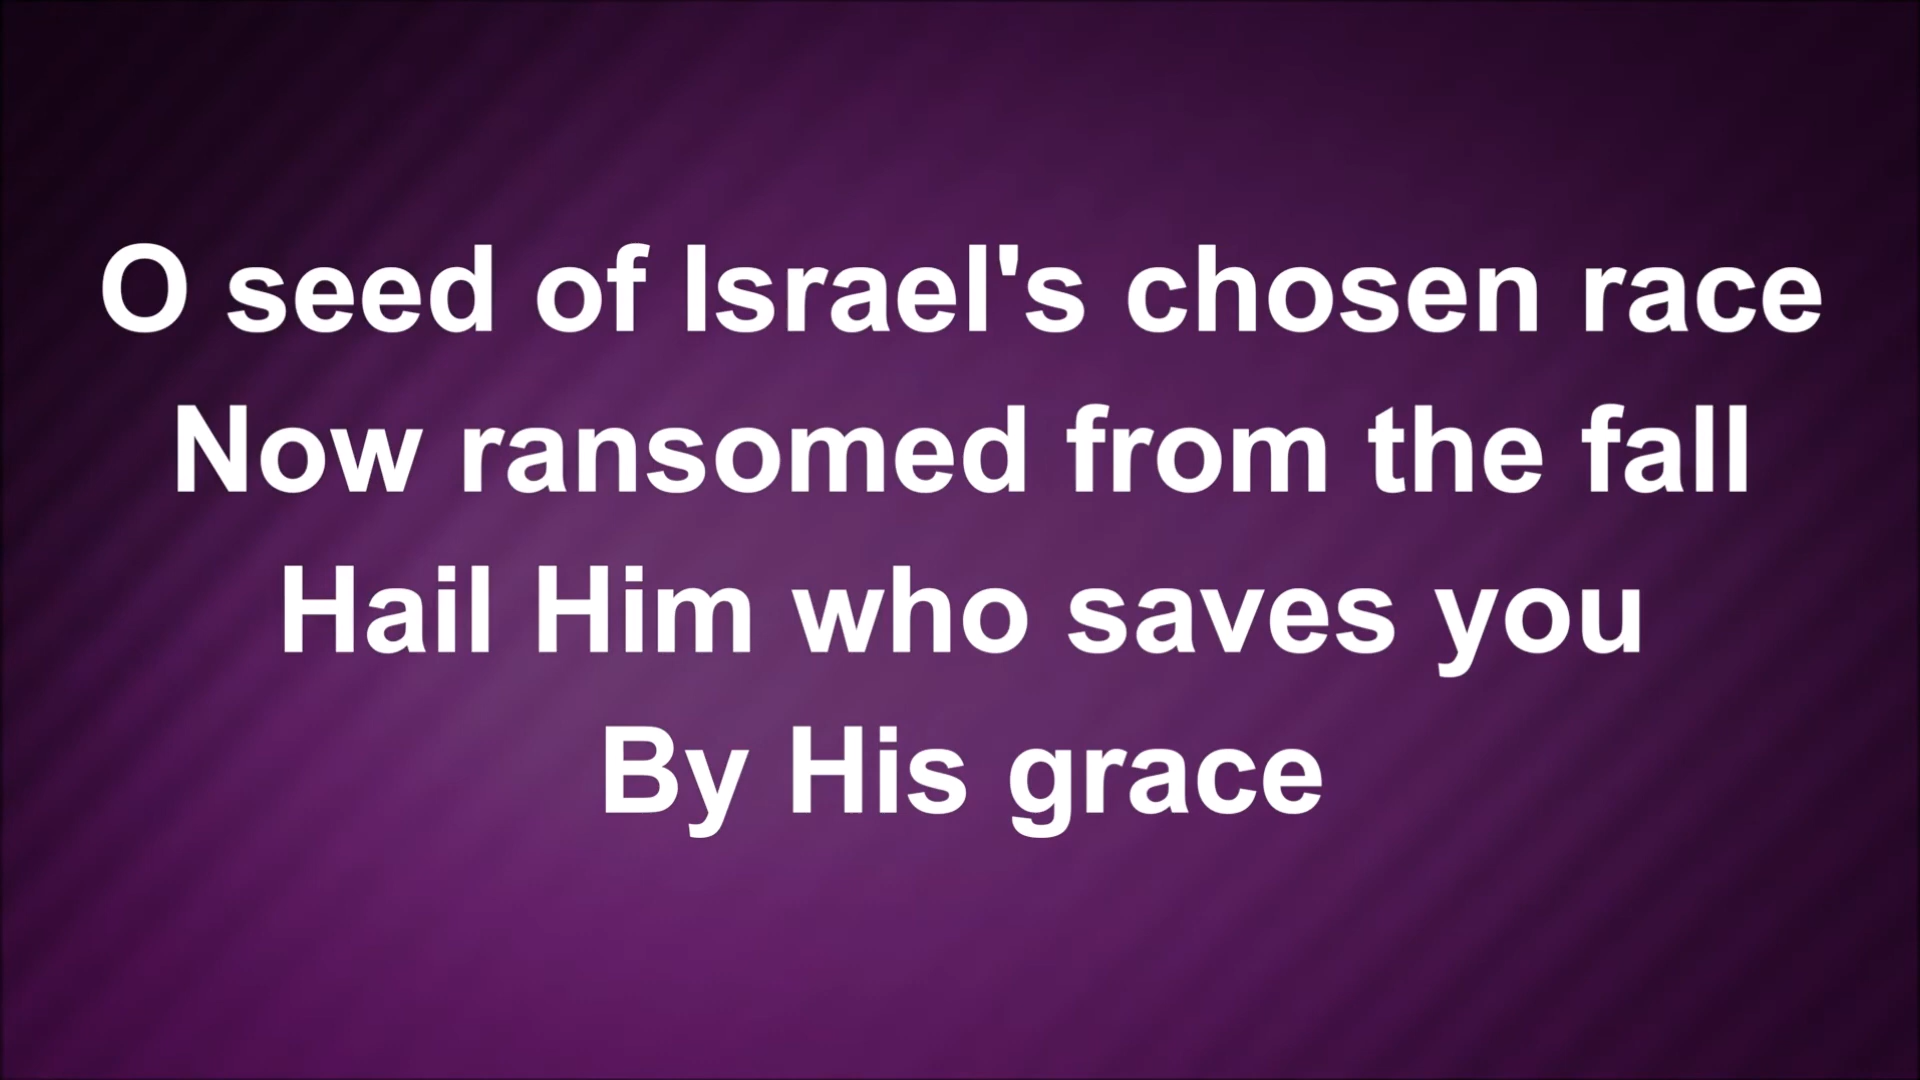 O seed of Israel's chosen race
Now ransomed from the fall
Hail Him who saves you
By His grace